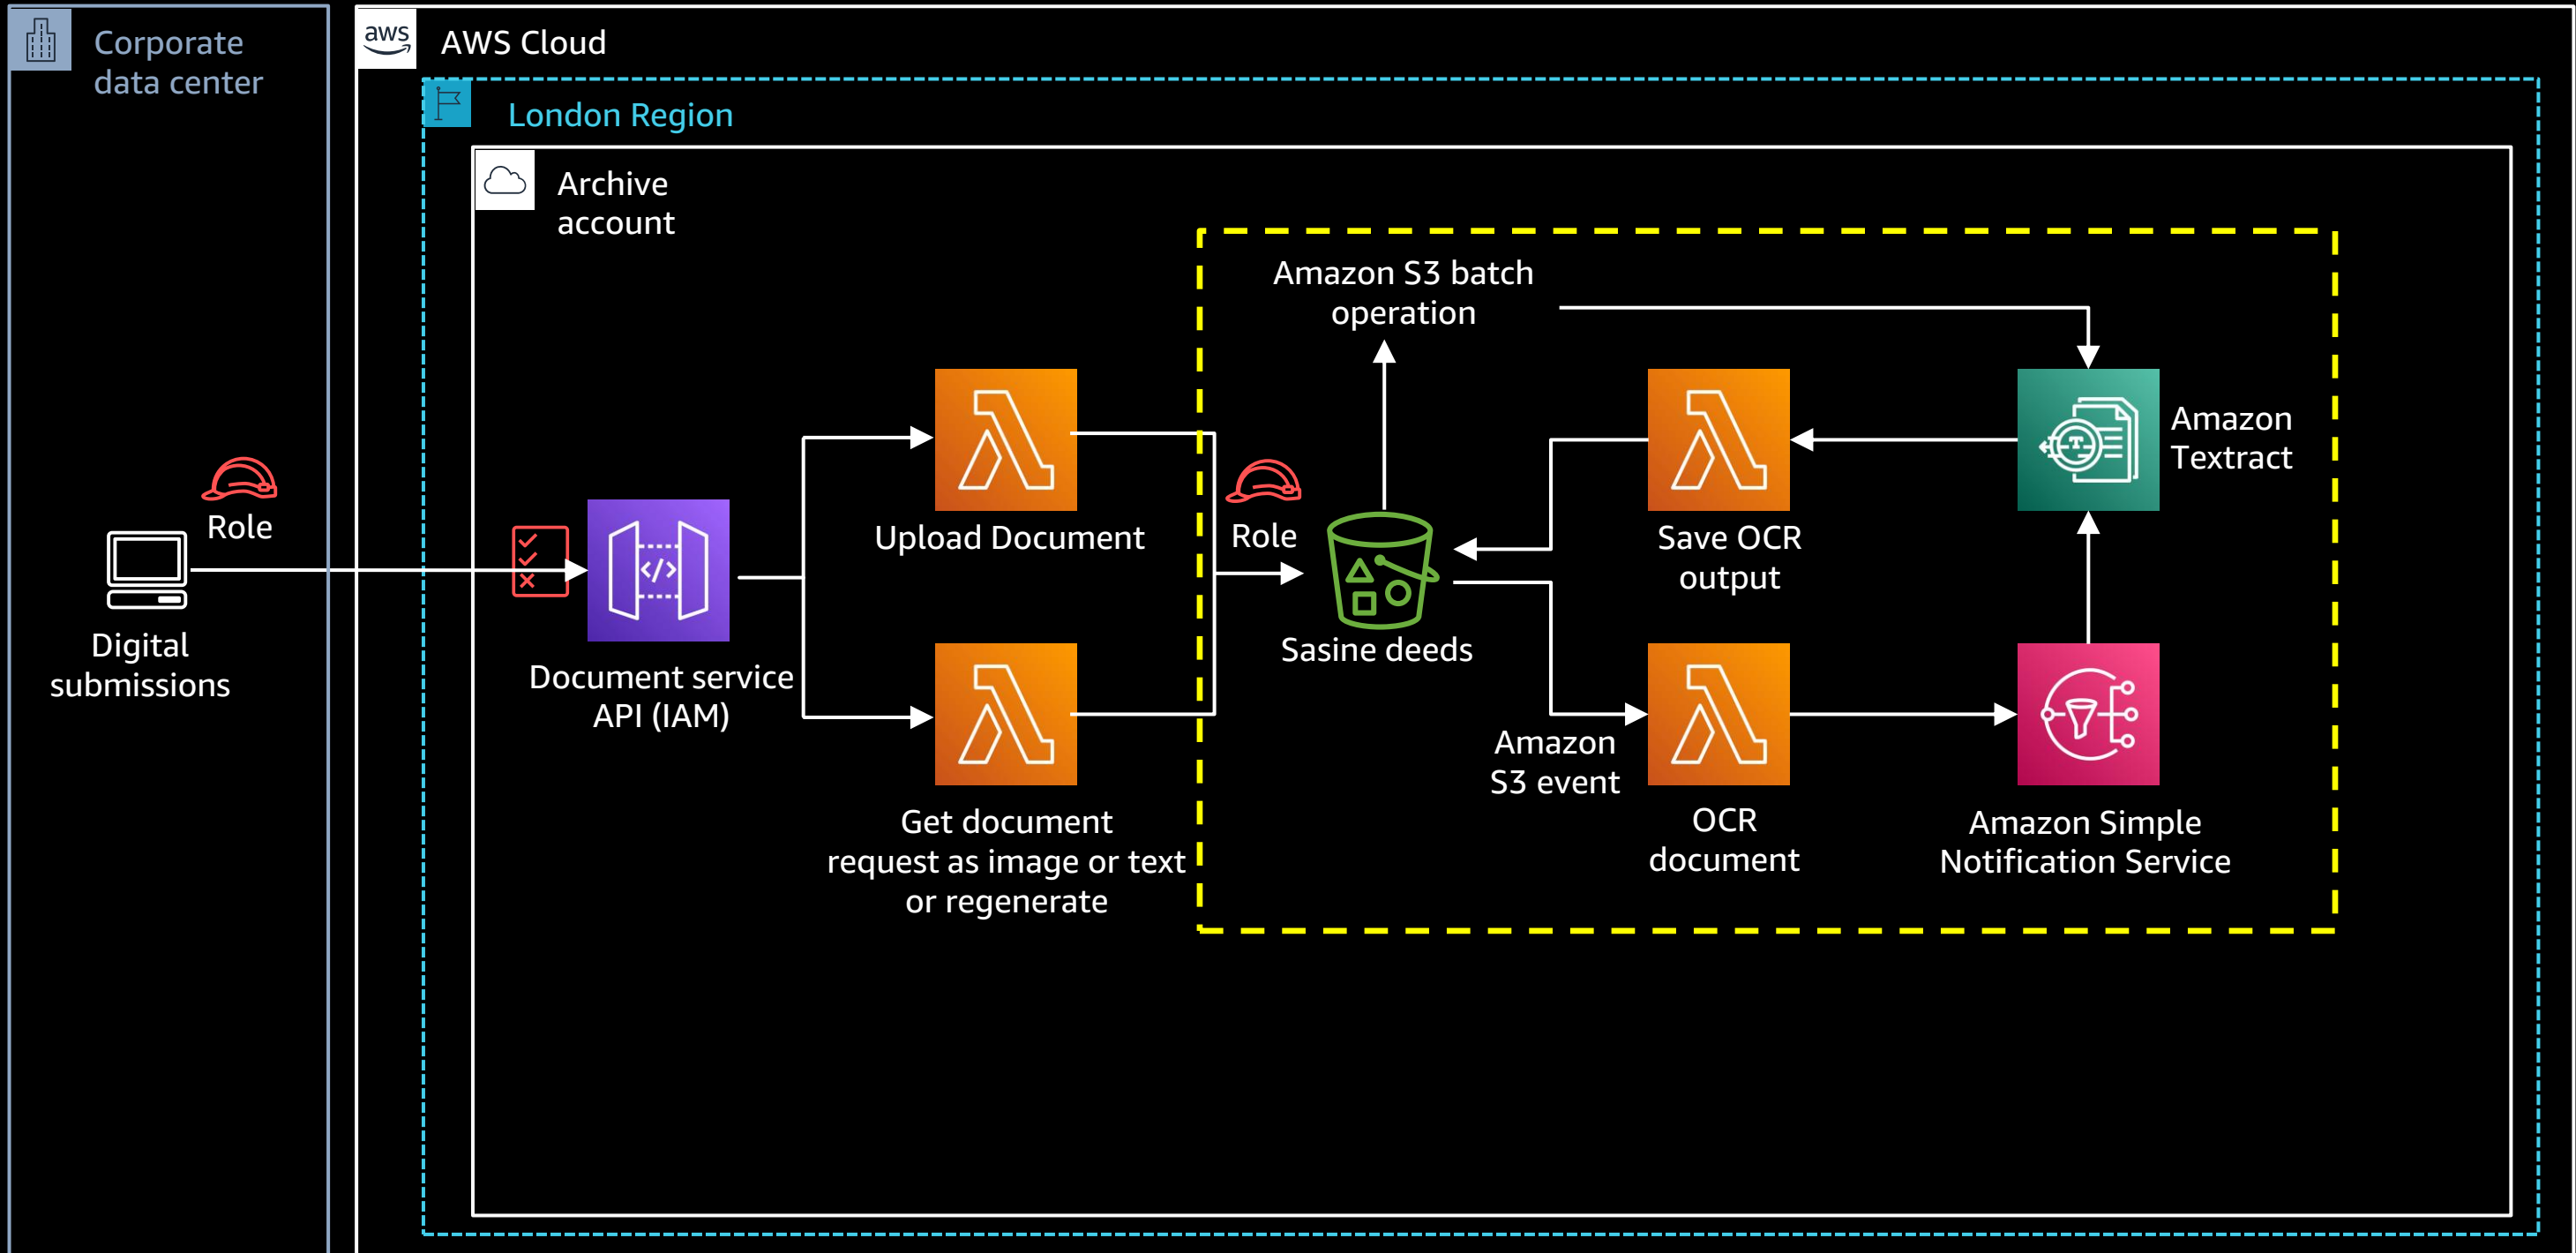 Corporate
data center
aws
AWS Cloud
London Region
Archive
account
Role
Digital
submissions
Document service
API (IAM)
Upload Document
Get document
request as image or text
or regenerate
Amazon S3 batch
operation
Role
Sasine deeds
Amazon
S3 event
Save OCR
output
OCR
document
Amazon
Textract
Amazon Simple
Notification Service